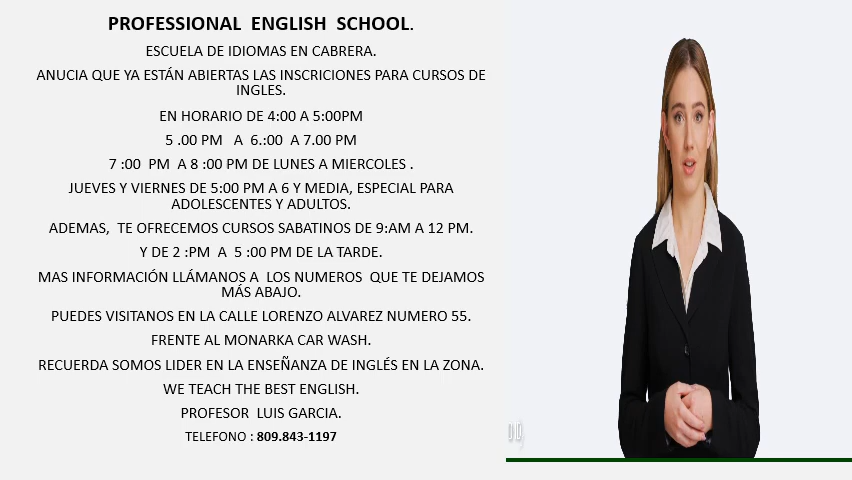 PROFESSIONAL ENGLISH SCHOOL.
ESCUELA DE IDIOMAS EN CABRERA.
ANUCIA QUE YA ESTÁN ABIERTAS LAS INSCRICIONES PARA CURSOS DE
INGLES.
EN HORARIO DE 4:00 A 5:00PM
5 .00 PM A 6.:00 A 7.00 PM
7 :00 PM A 8 :00 PM DE LUNES A MIERCOLES .
JUEVES Y VIERNES DE 5:00 PM A 6 Y MEDIA, ESPECIAL PARA
ADOLESCENTES Y ADULTOS.
ADEMAS, TE OFRECEMOS CURSOS SABATINOS DE 9:AM A 12 PM.
Y DE 2 :PM A 5 :00 PM DE LA TARDE.
MAS INFORMACIÓN LLÁMANOS A LOS NUMEROS QUE TE DEJAMOS
MÁS ABAJO.
PUEDES VISITANOS EN LA CALLE LORENZO ALVAREZ NUMERO 55.
FRENTE AL MONARKA CAR WASH.
RECUERDA SOMOS LIDER EN LA ENSEÑANZA DE INGLÉS EN LA ZONA.
WE TEACH THE BEST ENGLISH.
PROFESOR LUIS GARCIA.
TELEFONO : 809.843-1197